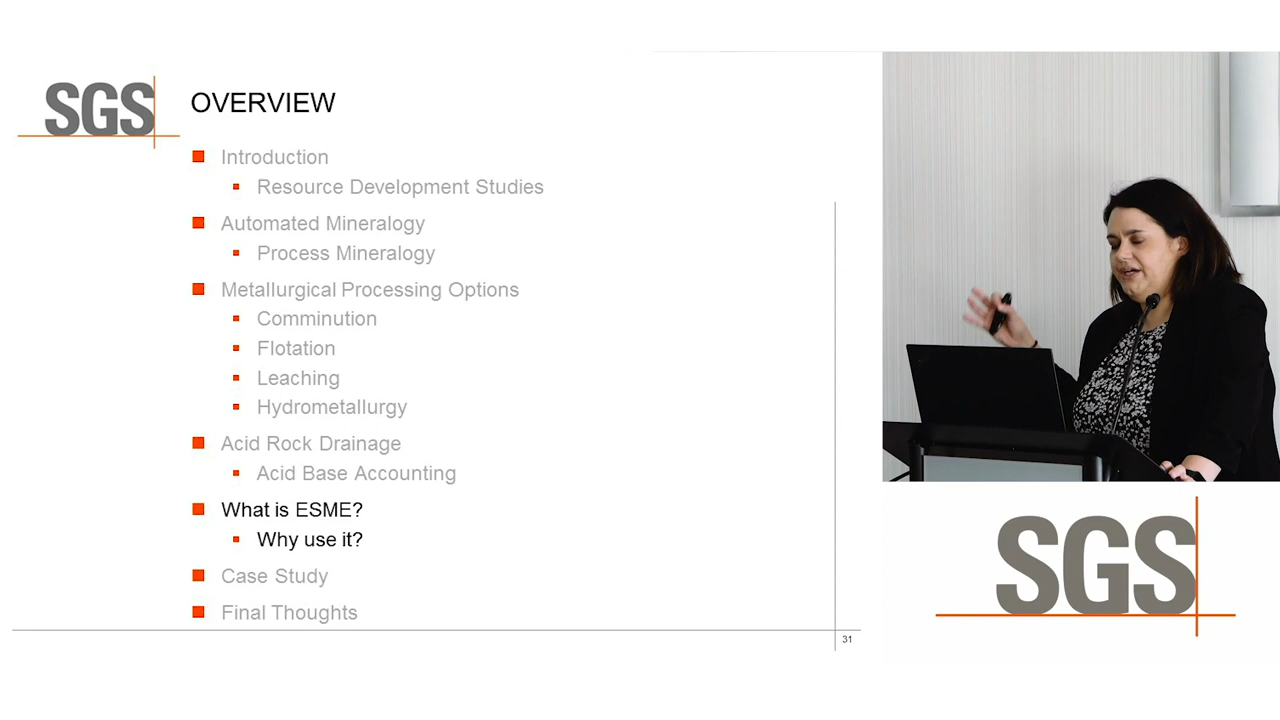 SGS
OVERVIEW
Introduction
Resource Development Studies
Automated Mineralogy
Process Mineralogy
Metallurgical Processing Options
Comminution
Flotation
Leaching
Hydrometallurgy
Acid Rock Drainage
Acid Base Accounting
What is ESME?
Why use it?
Case Study
Final Thoughts
31
SGS